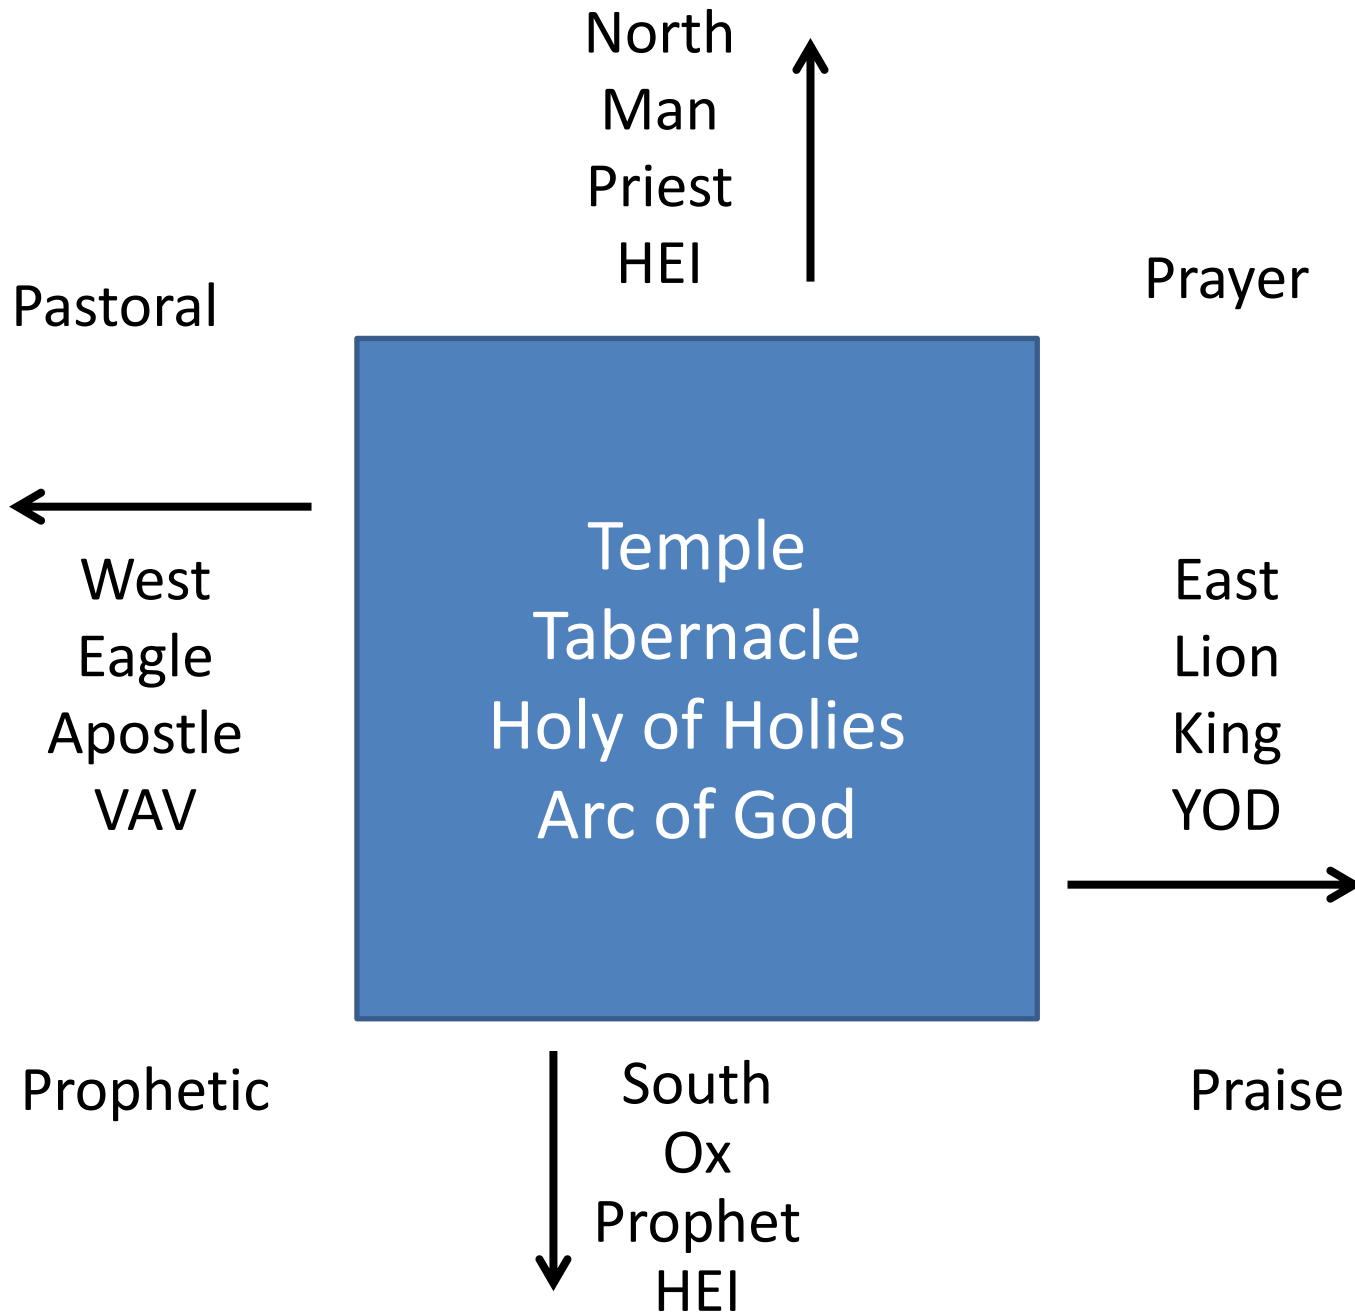 North
Man
Priest
HEI
Pastoral
Prayer
Temple
Tabernacle
Holy of Holies
Arc of God
West
Eagle
Apostle
VAV
East
Lion
King
YOD
Prophetic
Praise
South
Ox
Prophet
HEI